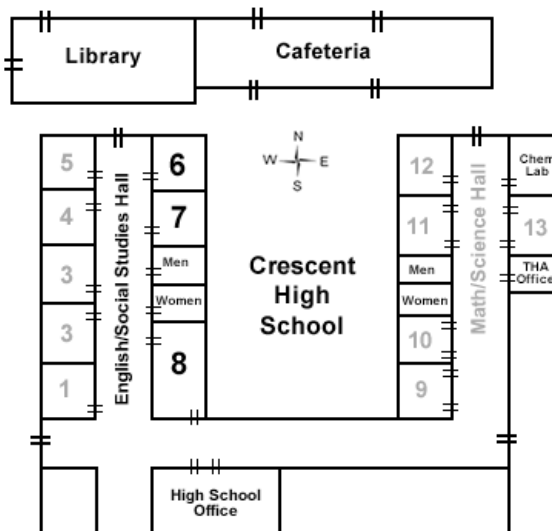 Library
Cafeteria
N
W E
S
5
6
12
Chem
Lab
4
7
11
13
English/Social Studies Hall
Math/Science Hall
3
Men
Men
THA
Office
Crescent
High
School
Women
Women
3
8
10
1
9
High School
Office